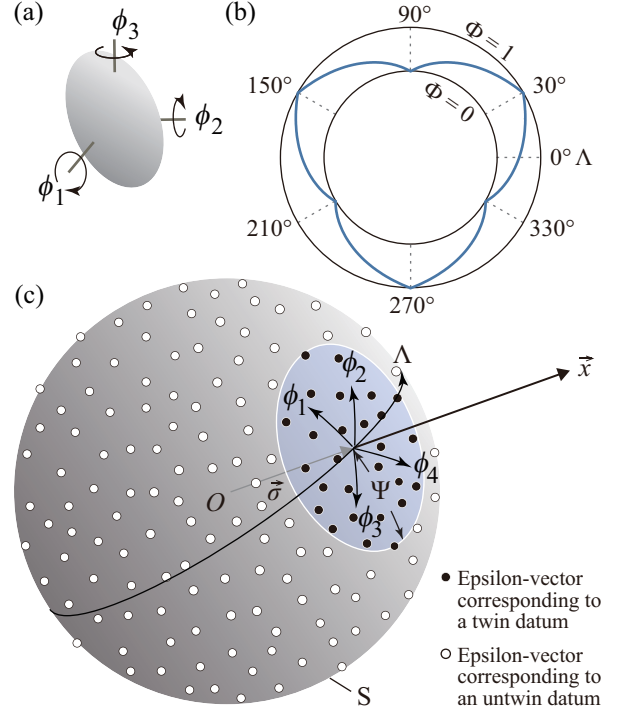 (a)
ϕ3
ϕ2
ϕ1
(b)
90°
Φ = 1
150°
30°
Φ = 0
0° Λ
210°
330°
270°
(c)
Λ
x⃗
ϕ2
ϕ1
ϕ4
O
σ⃗
Ψ
ϕ3
Epsilon-vector
corresponding to
a twin datum
Epsilon-vector
corresponding to
an untwin datum
S